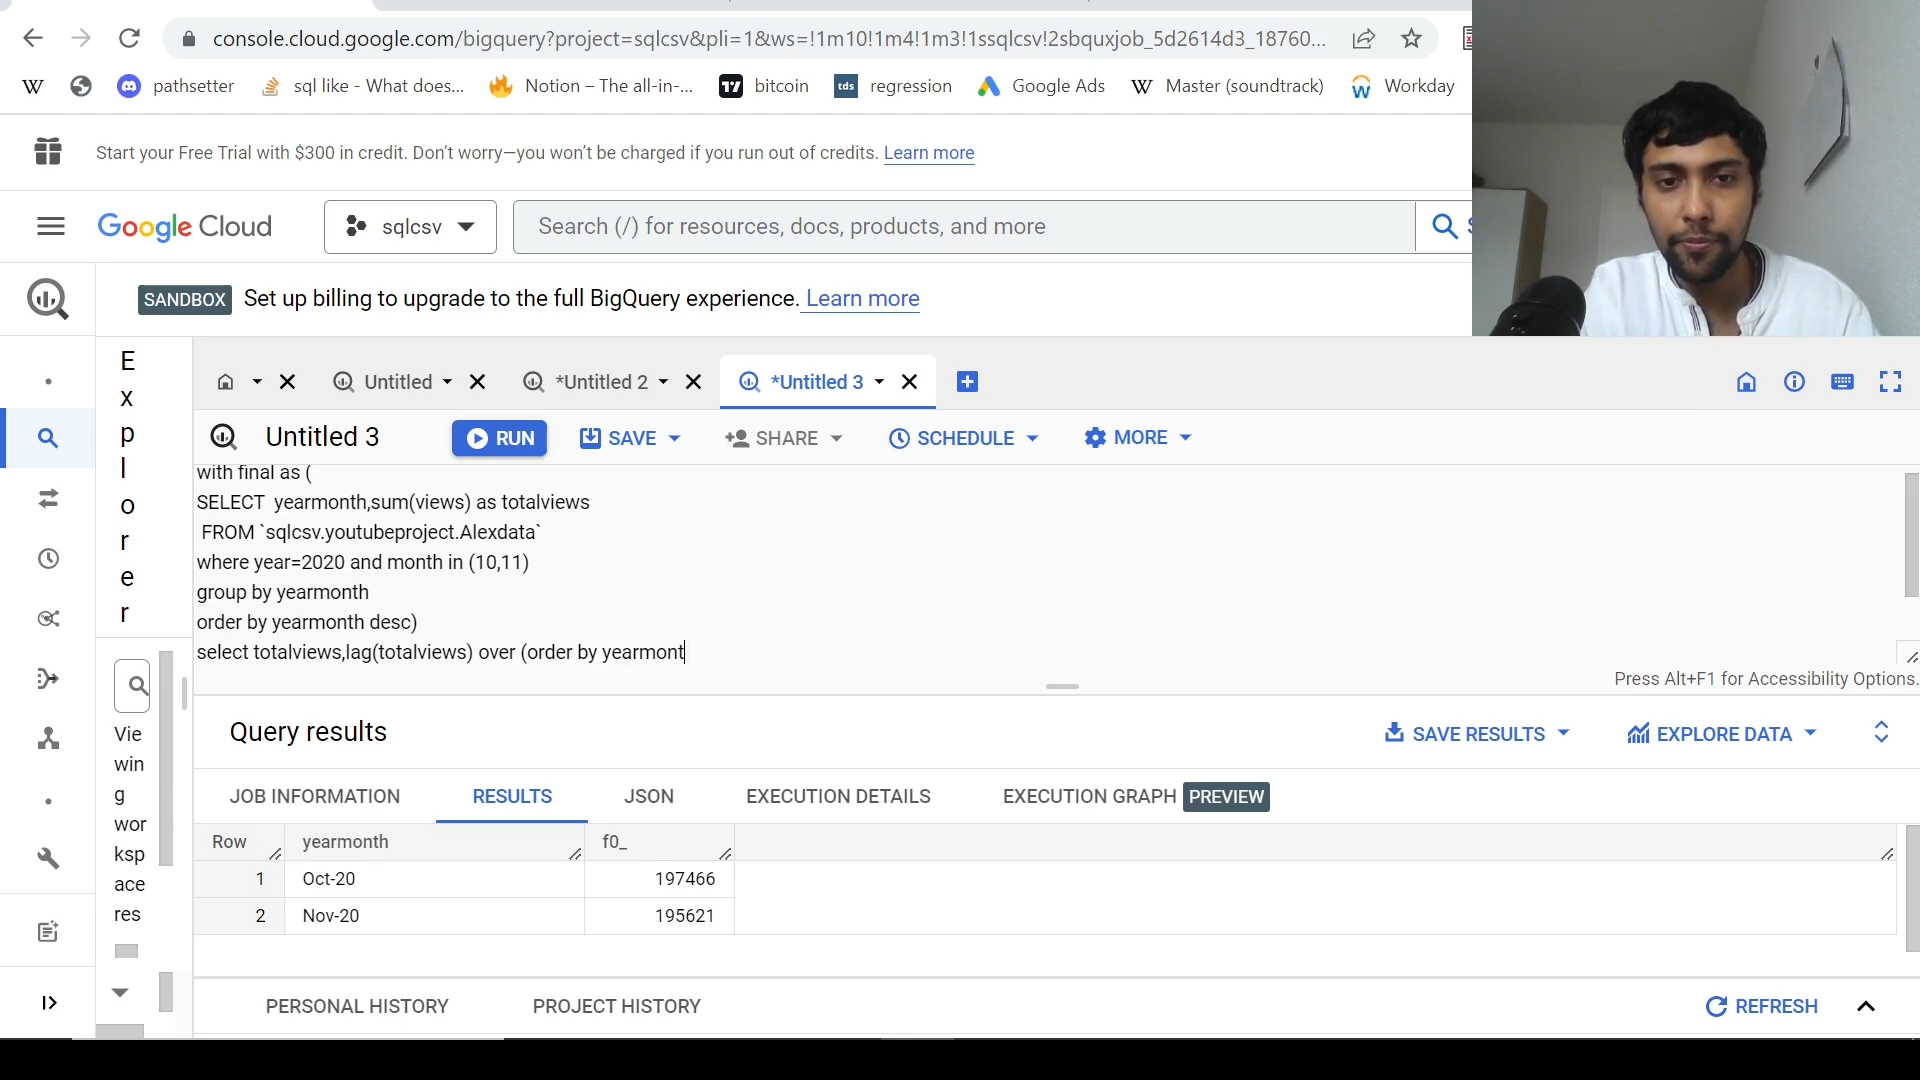 console.cloud.google.com/bigquery?project=sqlcsv&pli=1&ws=!1m10!1m4!1m3!1ssqlcsv!2sbquxjob_5d2614d3_18760...
W pathsetter sql like - What does... Notion – The all-in-... bitcoin tds regression Google Ads W Master (soundtrack) Workday
Start your Free Trial with $300 in credit. Don't worry—you won't be charged if you run out of credits. Learn more
Google Cloud sqlcsv Search (/) for resources, docs, products, and more
SANDBOX Set up billing to upgrade to the full BigQuery experience. Learn more
E
x
p
l
o
r
e
r
Untitled *Untitled 2 *Untitled 3
Untitled 3 RUN SAVE SHARE SCHEDULE MORE
with final as (
SELECT yearmonth,sum(views) as totalviews
FROM `sqlcsv.youtubeproject.Alexdata`
where year=2020 and month in (10,11)
group by yearmonth
order by yearmonth desc)
select totalviews,lag(totalviews) over (order by yearmont
Press Alt+F1 for Accessibility Options.
Vie
win
g
wor
ksp
ace
res
Query results SAVE RESULTS EXPLORE DATA
JOB INFORMATION RESULTS JSON EXECUTION DETAILS EXECUTION GRAPH PREVIEW
Row yearmonth f0_
1 Oct-20 197466
2 Nov-20 195621
PERSONAL HISTORY PROJECT HISTORY REFRESH